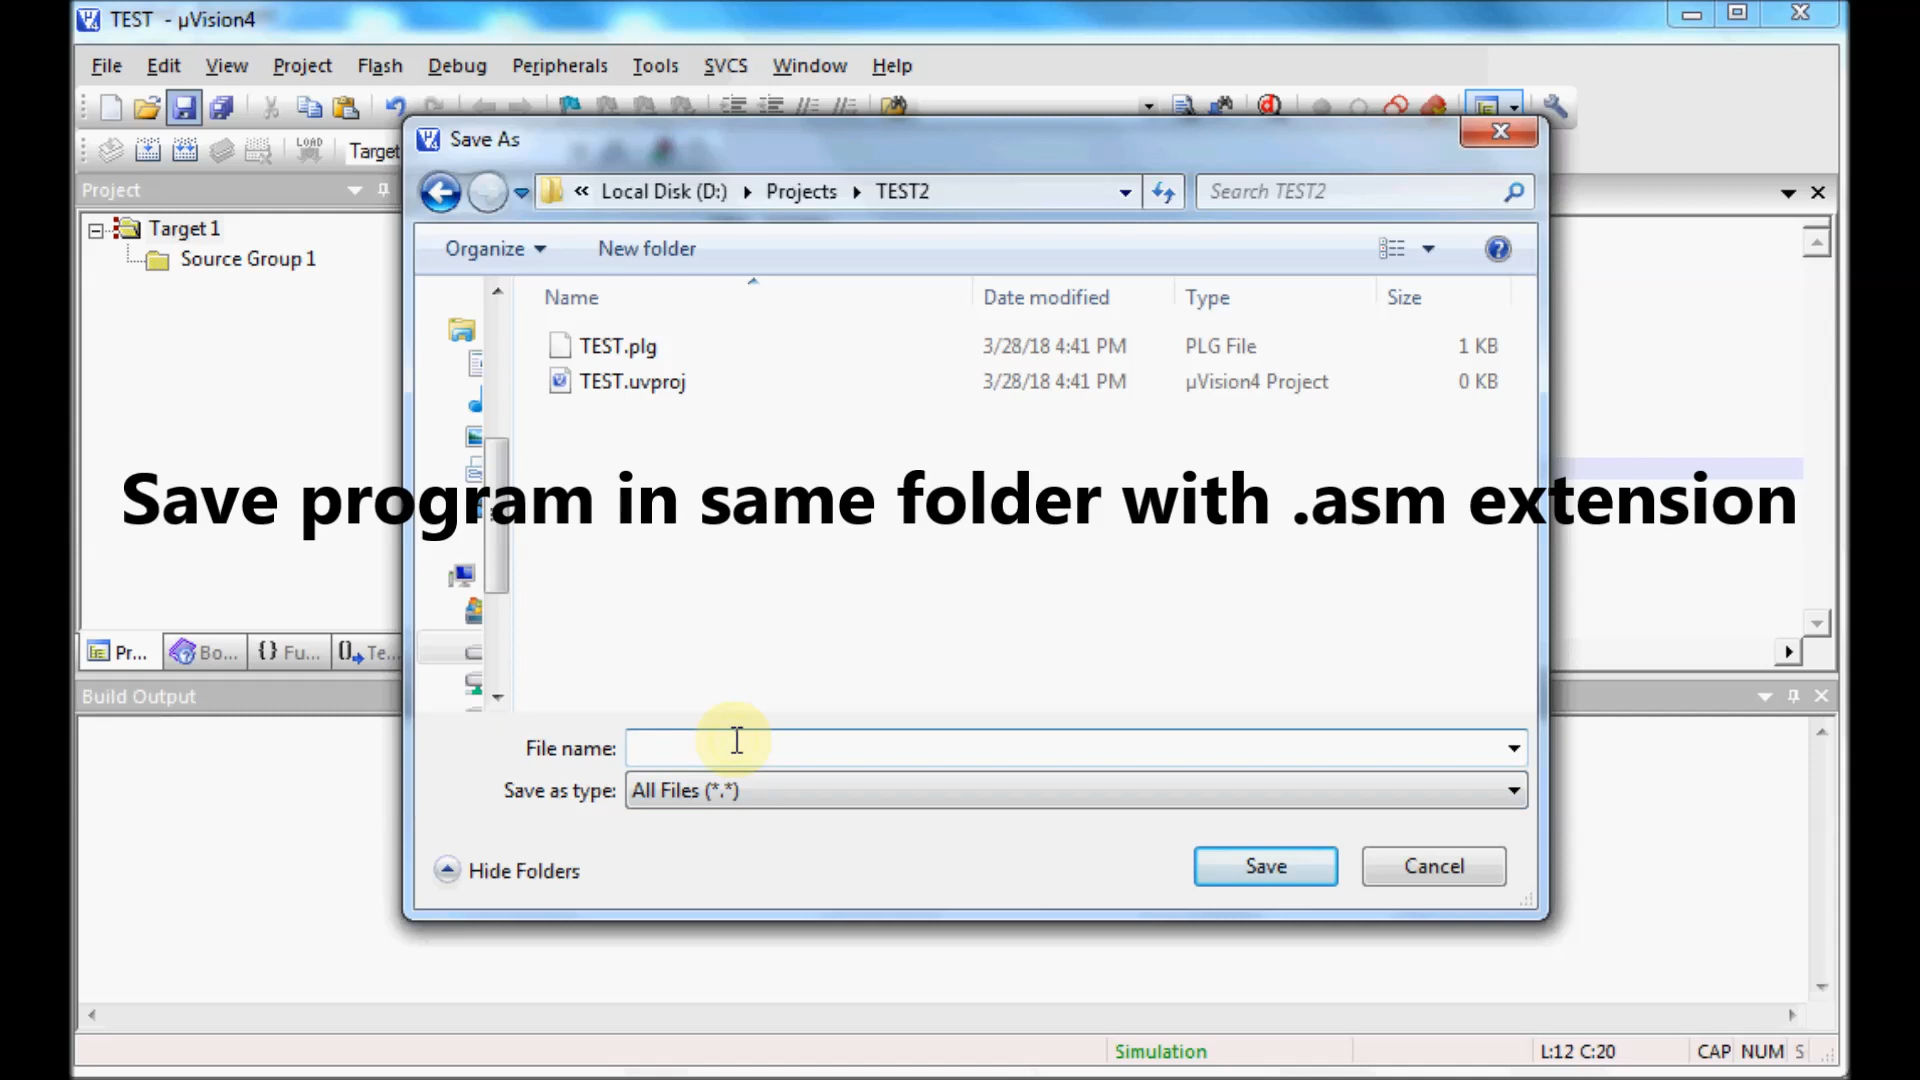 TEST - µVision4
File Edit View Project Flash Debug Peripherals Tools SVCS Window Help
LOAD Target
Save As
Project
« Local Disk (D:) Projects TEST2
Search TEST2
Target 1
Source Group 1
Organize New folder
Name Date modified Type Size
TEST.plg 3/28/18 4:41 PM PLG File 1 KB
TEST.uvproj 3/28/18 4:41 PM µVision4 Project 0 KB
Save program in same folder with .asm extension
Pr... Bo... {} Fu... Te...
Build Output
File name:
Save as type: All Files (*.*)
Hide Folders
Save Cancel
Simulation L:12 C:20 CAP NUM S